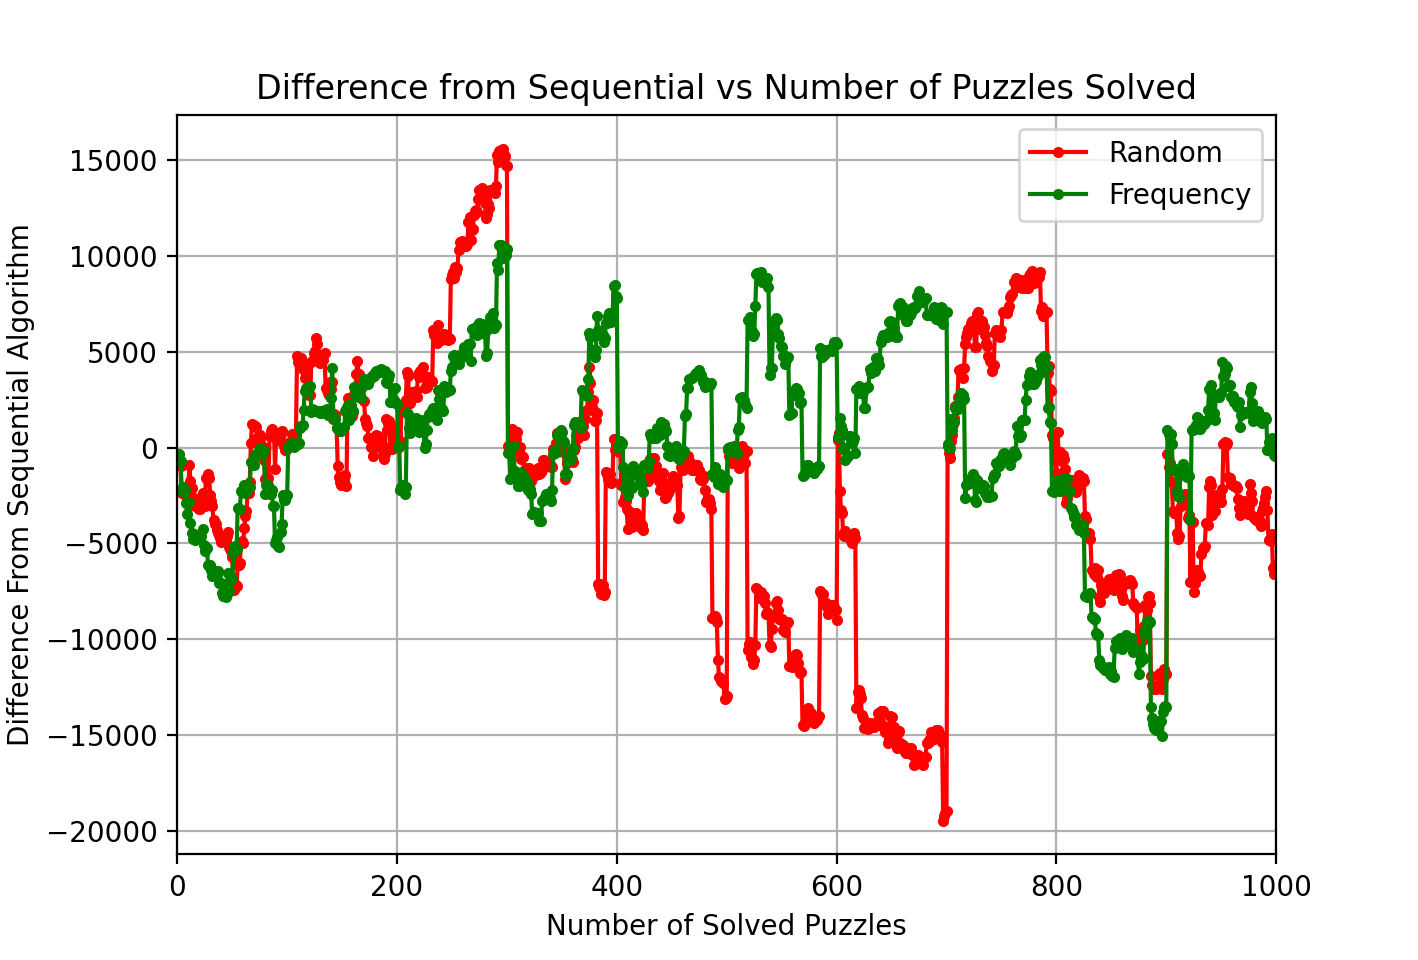 Difference from Sequential vs Number of Puzzles Solved
Random
Frequency
Difference From Sequential Algorithm
15000
10000
5000
0
−5000
−10000
−15000
−20000
0 200 400 600 800 1000
Number of Solved Puzzles